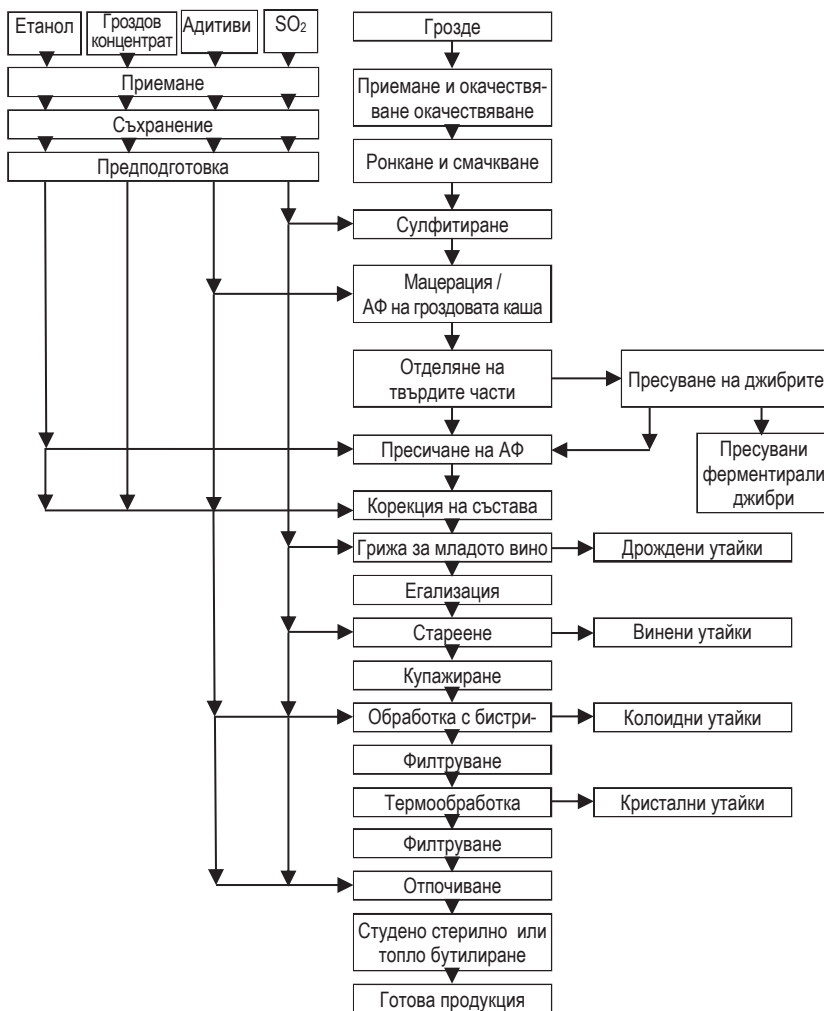 Етанол
Гроздов
концентрат
Адитиви
SO₂
Грозде
Приемане
Съхранение
Предподготовка
Приемане и окачествя-
ване окачествяване
Ронкане и смачкване
Сулфитиране
Мацерация /
АФ на гроздовата каша
Отделяне на
твърдите части
Пресуване на джибрите
Пресичане на АФ
Пресувани
ферментирали
джибри
Корекция на състава
Грижа за младото вино
Дрождени утайки
Егализация
Стареене
Винени утайки
Купажиране
Обработка с бистри-
Колоидни утайки
Филтруване
Термообработка
Кристални утайки
Филтруване
Отпочиване
Студено стерилно или
топло бутилиране
Готова продукция